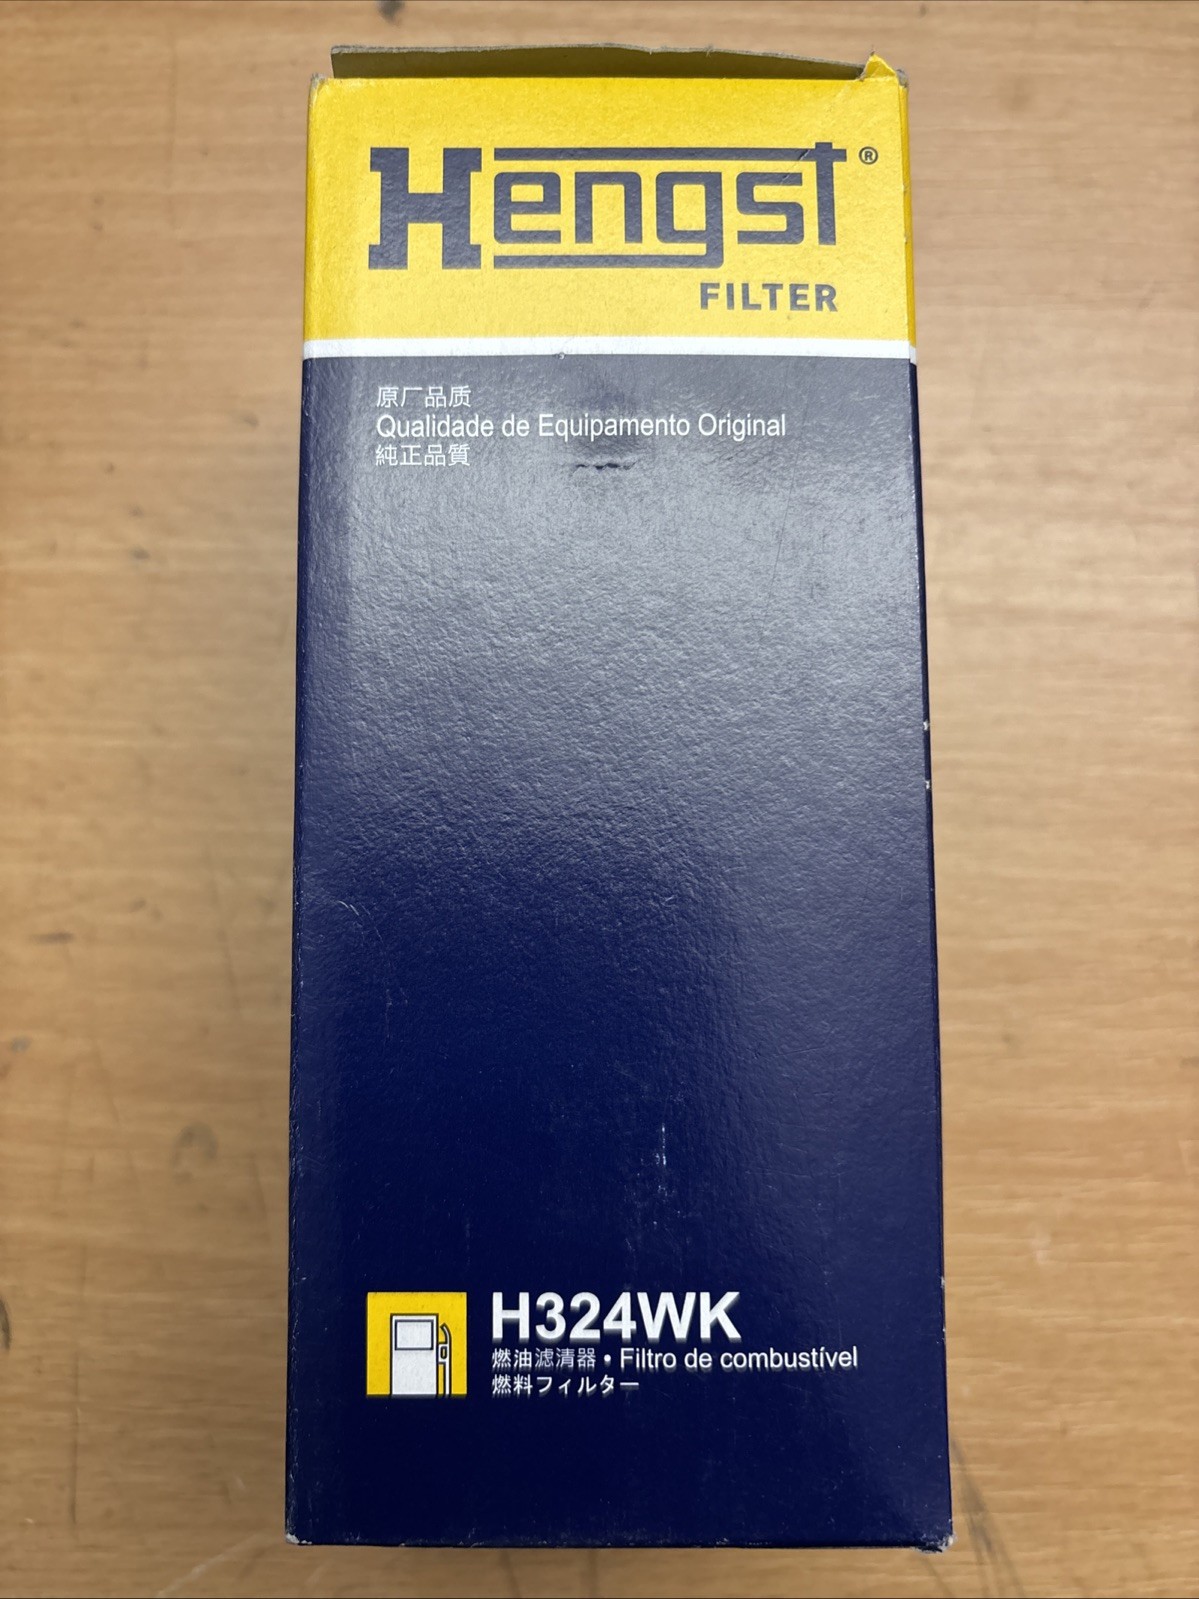 Hengst®
FILTER
原厂品质
Qualidade de Equipamento Original
純正品質
H324WK
燃油滤清器 • Filtro de combustível
燃料フィルター